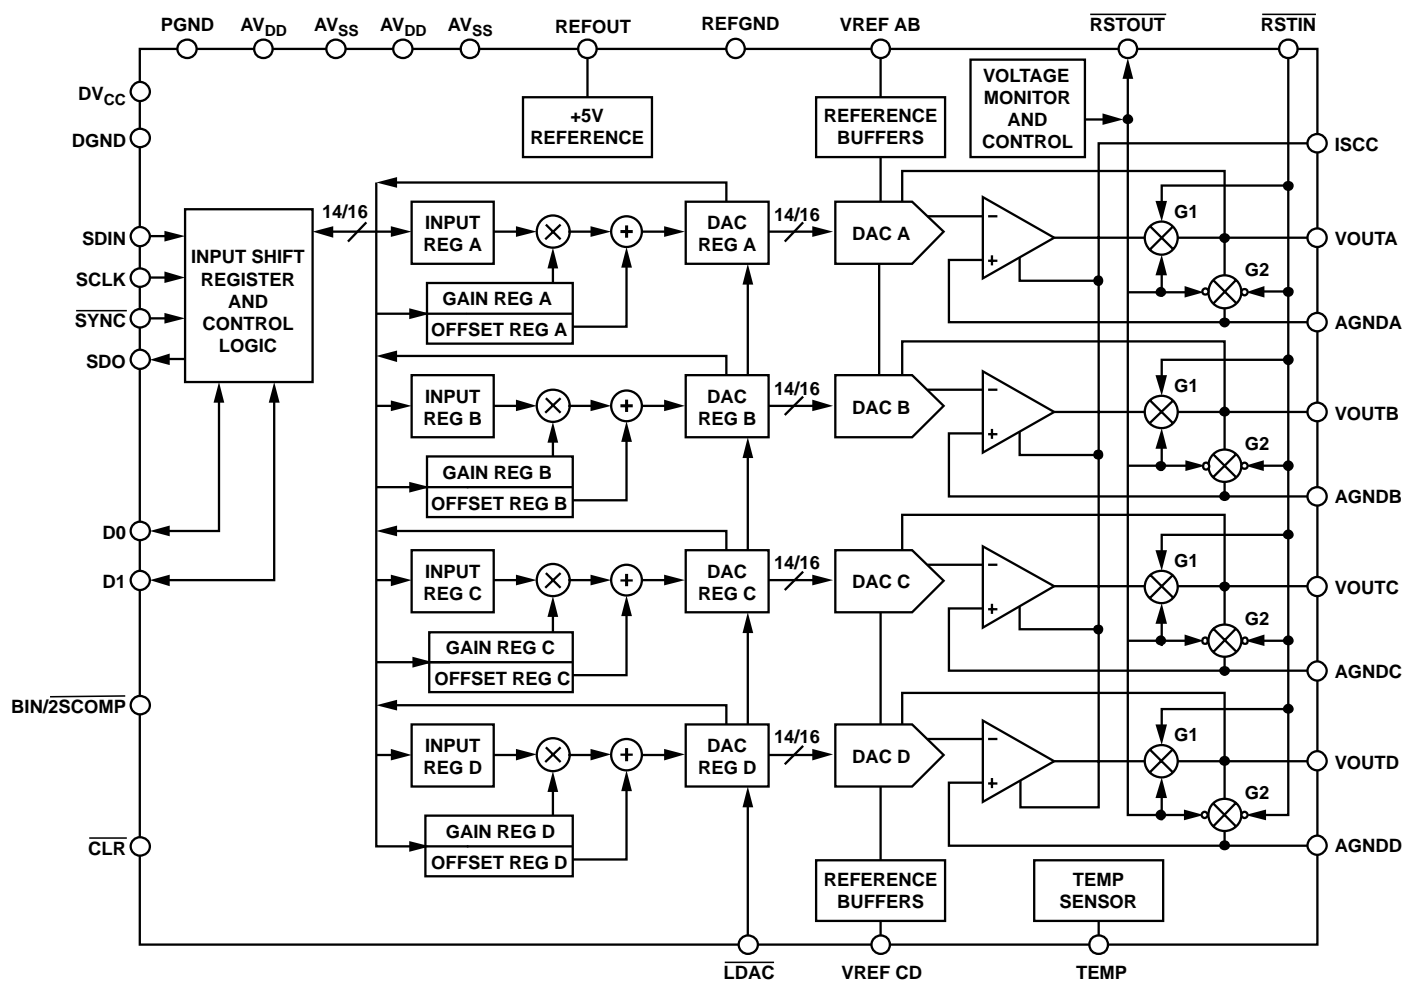 PGND AVDD AVSS AVDD AVSS REFOUT REFGND VREF AB RSTOUT RSTIN
DVCC
DGND
+5V
REFERENCE
REFERENCE
BUFFERS
VOLTAGE
MONITOR
AND
CONTROL
ISCC
SDIN
SCLK
SYNC
SDO
INPUT SHIFT
REGISTER
AND
CONTROL
LOGIC
14/16
INPUT
REG A
×
+
DAC
REG A
14/16
DAC A
−
+
G1
G2
VOUTA
GAIN REG A
OFFSET REG A
AGNDA
INPUT
REG B
×
+
DAC
REG B
14/16
DAC B
−
+
G1
G2
VOUTB
GAIN REG B
OFFSET REG B
AGNDB
D0
D1
INPUT
REG C
×
+
DAC
REG C
14/16
DAC C
−
+
G1
G2
VOUTC
GAIN REG C
OFFSET REG C
AGNDC
BIN/2SCOMP
INPUT
REG D
×
+
DAC
REG D
14/16
DAC D
−
+
G1
G2
VOUTD
GAIN REG D
OFFSET REG D
AGNDD
CLR
REFERENCE
BUFFERS
TEMP
SENSOR
LDAC VREF CD TEMP